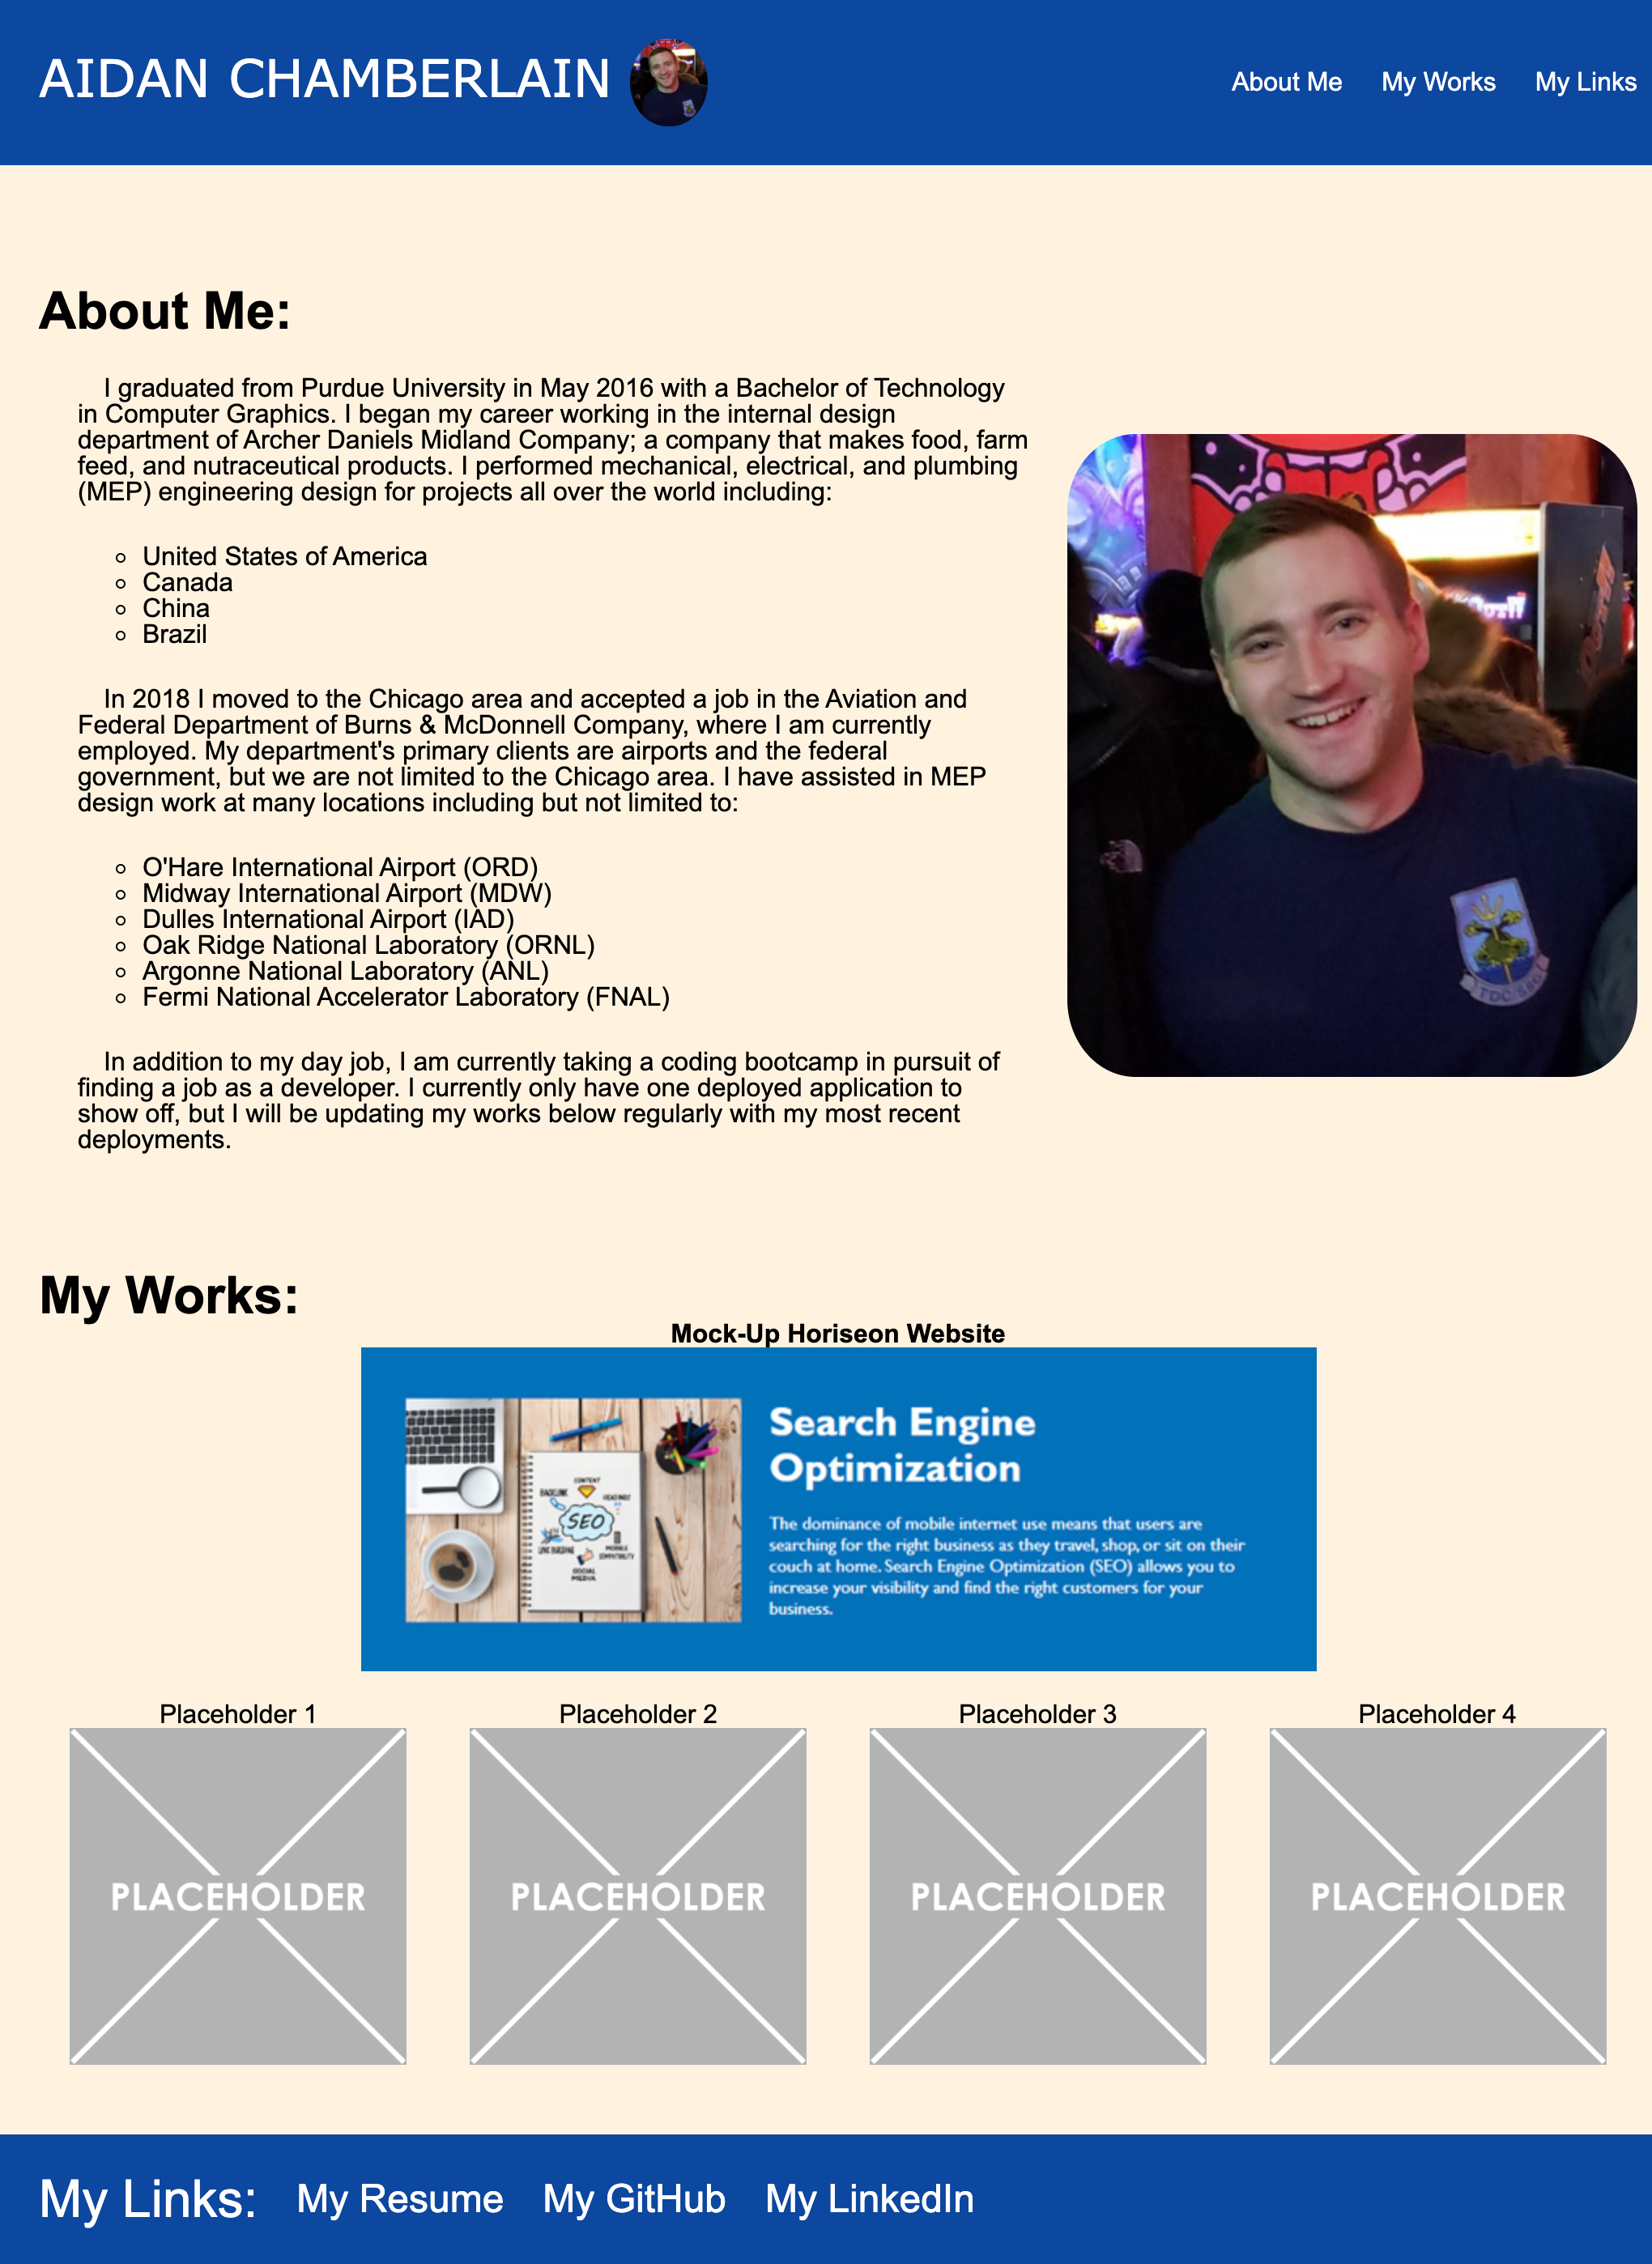 AIDAN CHAMBERLAIN
About Me
My Works
My Links
About Me:
I graduated from Purdue University in May 2016 with a Bachelor of Technology
in Computer Graphics. I began my career working in the internal design
department of Archer Daniels Midland Company; a company that makes food, farm
feed, and nutraceutical products. I performed mechanical, electrical, and plumbing
(MEP) engineering design for projects all over the world including:
United States of America
Canada
China
Brazil
In 2018 I moved to the Chicago area and accepted a job in the Aviation and
Federal Department of Burns & McDonnell Company, where I am currently
employed. My department's primary clients are airports and the federal
government, but we are not limited to the Chicago area. I have assisted in MEP
design work at many locations including but not limited to:
O'Hare International Airport (ORD)
Midway International Airport (MDW)
Dulles International Airport (IAD)
Oak Ridge National Laboratory (ORNL)
Argonne National Laboratory (ANL)
Fermi National Accelerator Laboratory (FNAL)
In addition to my day job, I am currently taking a coding bootcamp in pursuit of
finding a job as a developer. I currently only have one deployed application to
show off, but I will be updating my works below regularly with my most recent
deployments.
My Works:
Mock-Up Horiseon Website
CONTENT
BACKLINK
SEO
LINK BUILDING
MOBILE
COMPATIBILITY
SOCIAL
MEDIA
Search Engine
Optimization
The dominance of mobile internet use means that users are
searching for the right business as they travel, shop, or sit on their
couch at home. Search Engine Optimization (SEO) allows you to
increase your visibility and find the right customers for your
business.
Placeholder 1
Placeholder 2
Placeholder 3
Placeholder 4
PLACEHOLDER
PLACEHOLDER
PLACEHOLDER
PLACEHOLDER
My Links:
My Resume
My GitHub
My LinkedIn